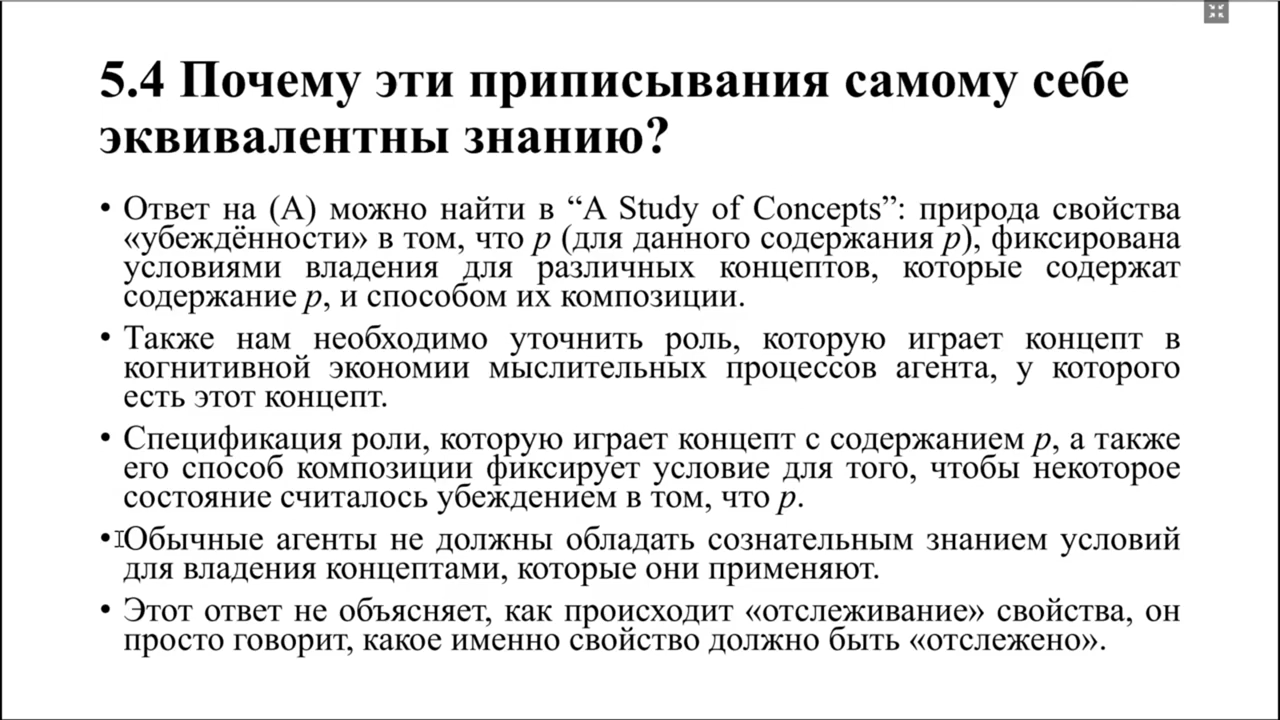 5.4 Почему эти приписывания самому себе
эквивалентны знанию?
• Ответ на (А) можно найти в “A Study of Concepts”: природа свойства
«убеждённости» в том, что p (для данного содержания p), фиксирована
условиями владения для различных концептов, которые содержат
содержание p, и способом их композиции.
• Также нам необходимо уточнить роль, которую играет концепт в
когнитивной экономии мыслительных процессов агента, у которого
есть этот концепт.
• Спецификация роли, которую играет концепт с содержанием p, а также
его способ композиции фиксирует условие для того, чтобы некоторое
состояние считалось убеждением в том, что p.
• Обычные агенты не должны обладать сознательным знанием условий
для владения концептами, которые они применяют.
• Этот ответ не объясняет, как происходит «отслеживание» свойства, он
просто говорит, какое именно свойство должно быть «отслежено».